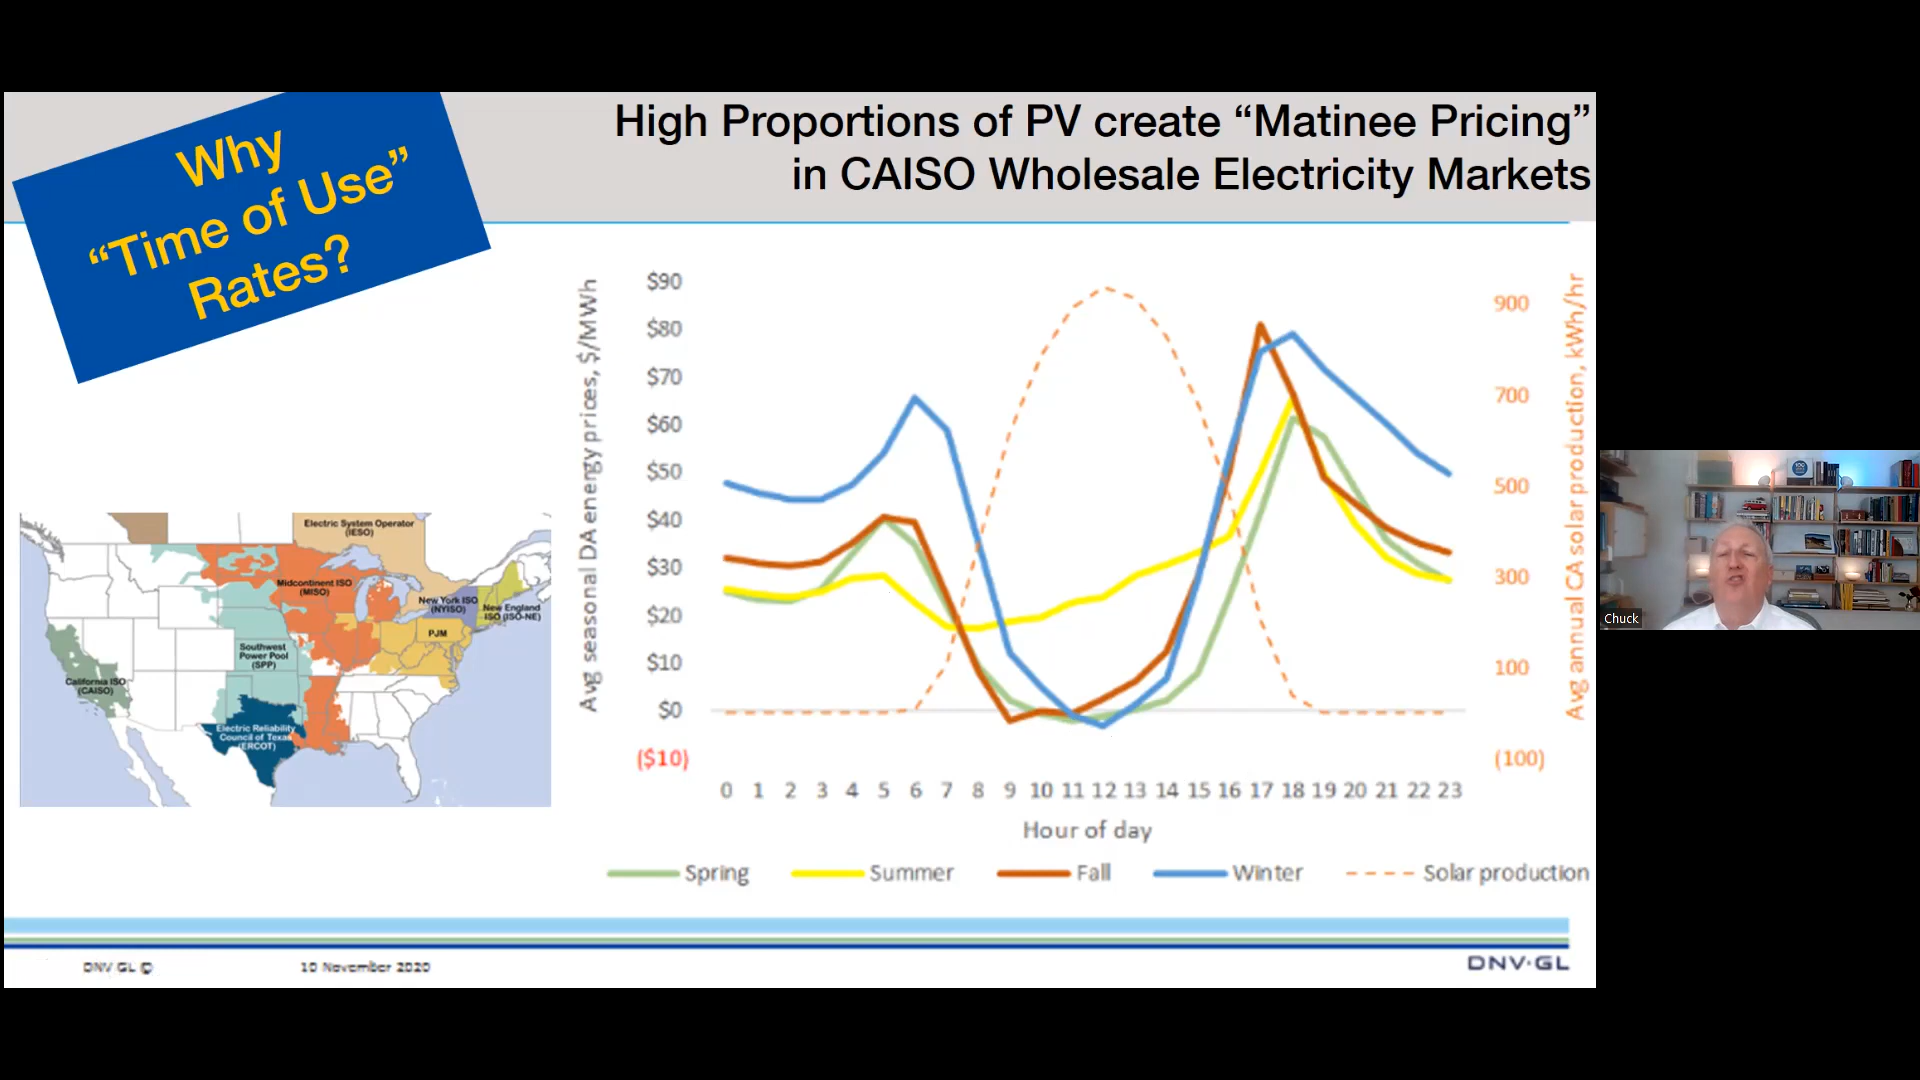 Why
“Time of Use”
Rates?
High Proportions of PV create “Matinee Pricing”
in CAISO Wholesale Electricity Markets
Electric System Operator
(IESO)
Midcontinent ISO
(MISO)
New York ISO
(NYISO)
New England
ISO (ISO-NE)
PJM
Southwest
Power Pool
(SPP)
California ISO
(CAISO)
Electric Reliability
Council of Texas
(ERCOT)
Avg seasonal DA energy prices, $/MWh
$90
$80
$70
$60
$50
$40
$30
$20
$10
$0
($10)
900
700
500
300
100
(100)
Avg annual CA solar production, kWh/hr
0 1 2 3 4 5 6 7 8 9 10 11 12 13 14 15 16 17 18 19 20 21 22 23
Hour of day
Spring Summer Fall Winter Solar production
DNV GL © 10 November 2020 DNV·GL
Chuck